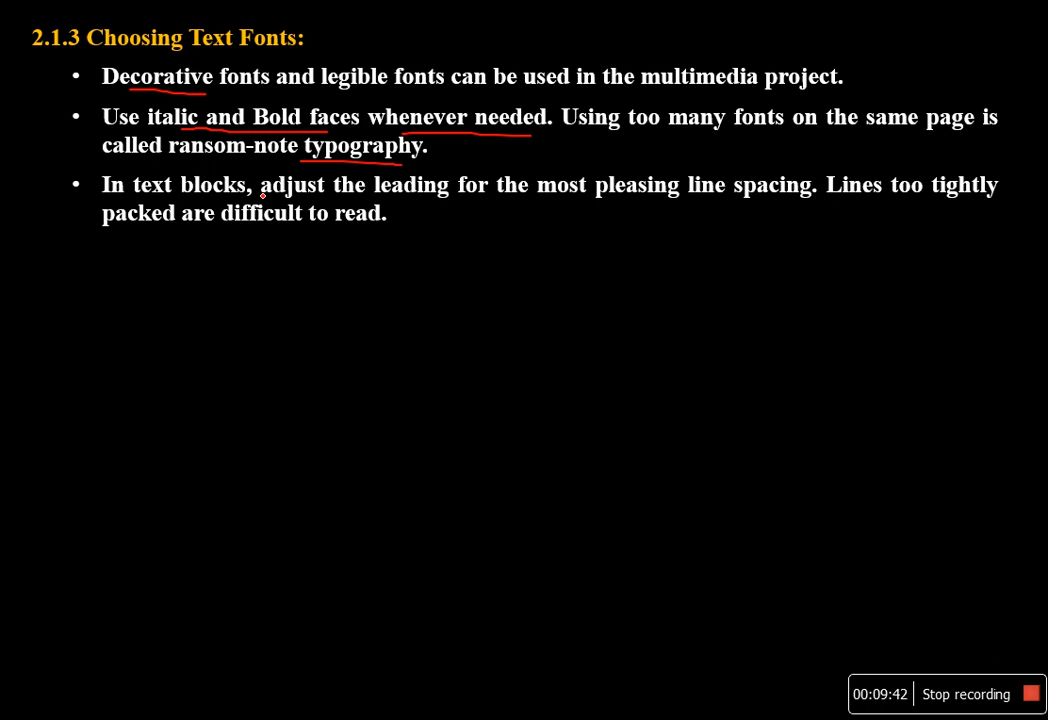 2.1.3 Choosing Text Fonts:
• Decorative fonts and legible fonts can be used in the multimedia project.
• Use italic and Bold faces whenever needed. Using too many fonts on the same page is
called ransom-note typography.
• In text blocks, adjust the leading for the most pleasing line spacing. Lines too tightly
packed are difficult to read.
00:09:42 Stop recording